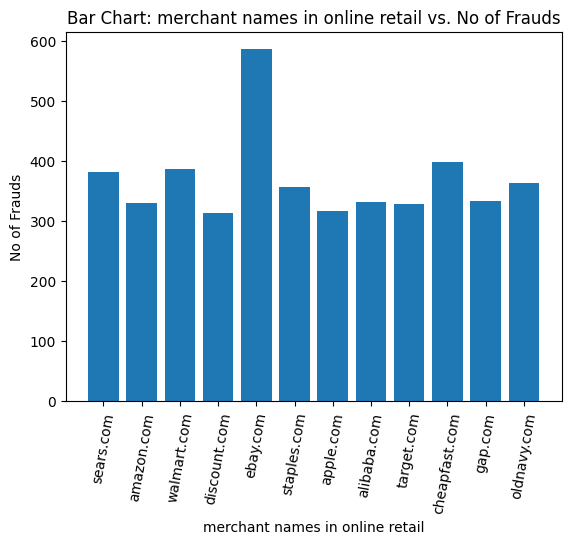 Bar Chart: merchant names in online retail vs. No of Frauds
No of Frauds
600
500
400
300
200
100
0
sears.com
amazon.com
walmart.com
discount.com
ebay.com
staples.com
apple.com
alibaba.com
target.com
cheapfast.com
gap.com
oldnavy.com
merchant names in online retail